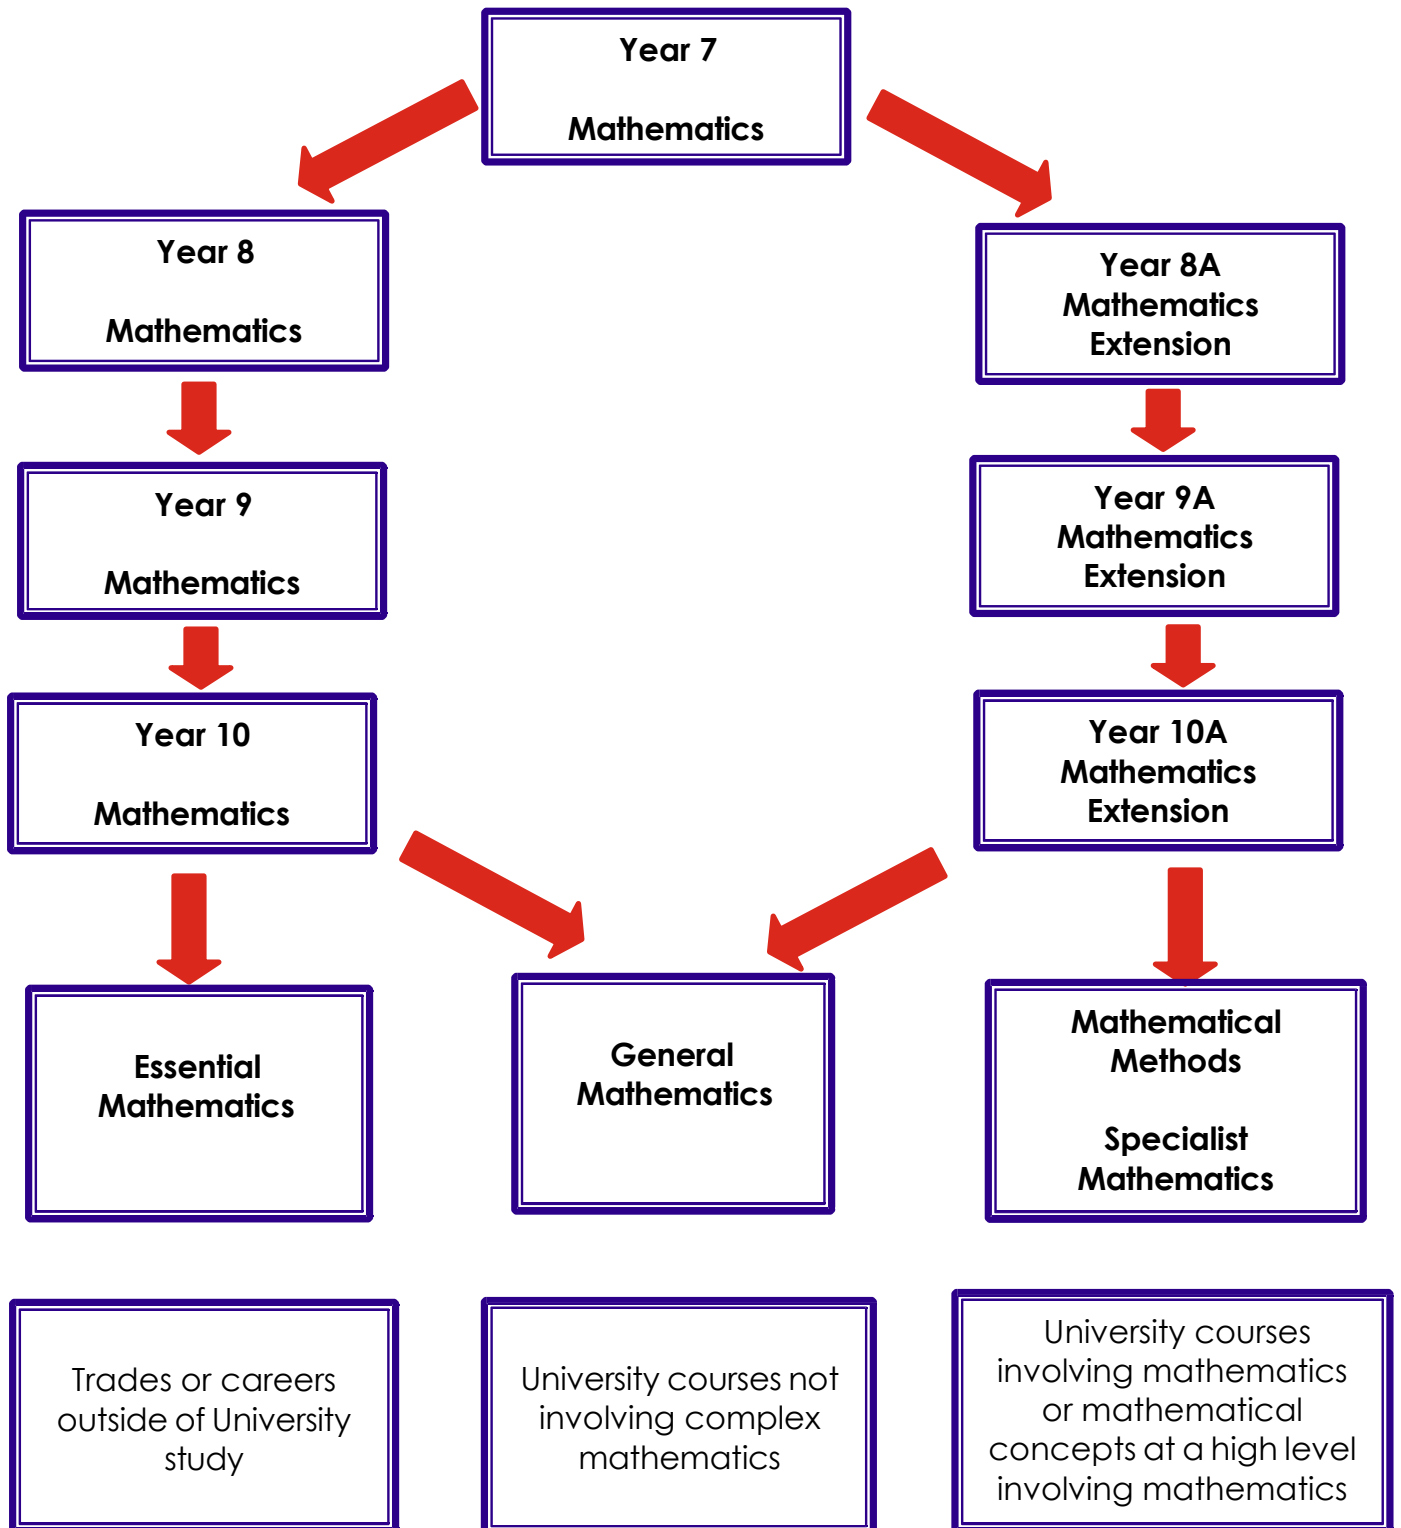 Year 7
Mathematics
Year 8
Mathematics
Year 8A
Mathematics
Extension
Year 9
Mathematics
Year 9A
Mathematics
Extension
Year 10
Mathematics
Year 10A
Mathematics
Extension
Essential
Mathematics
General
Mathematics
Mathematical
Methods
Specialist
Mathematics
Trades or careers
outside of University
study
University courses not
involving complex
mathematics
University courses
involving mathematics
or mathematical
concepts at a high level
involving mathematics